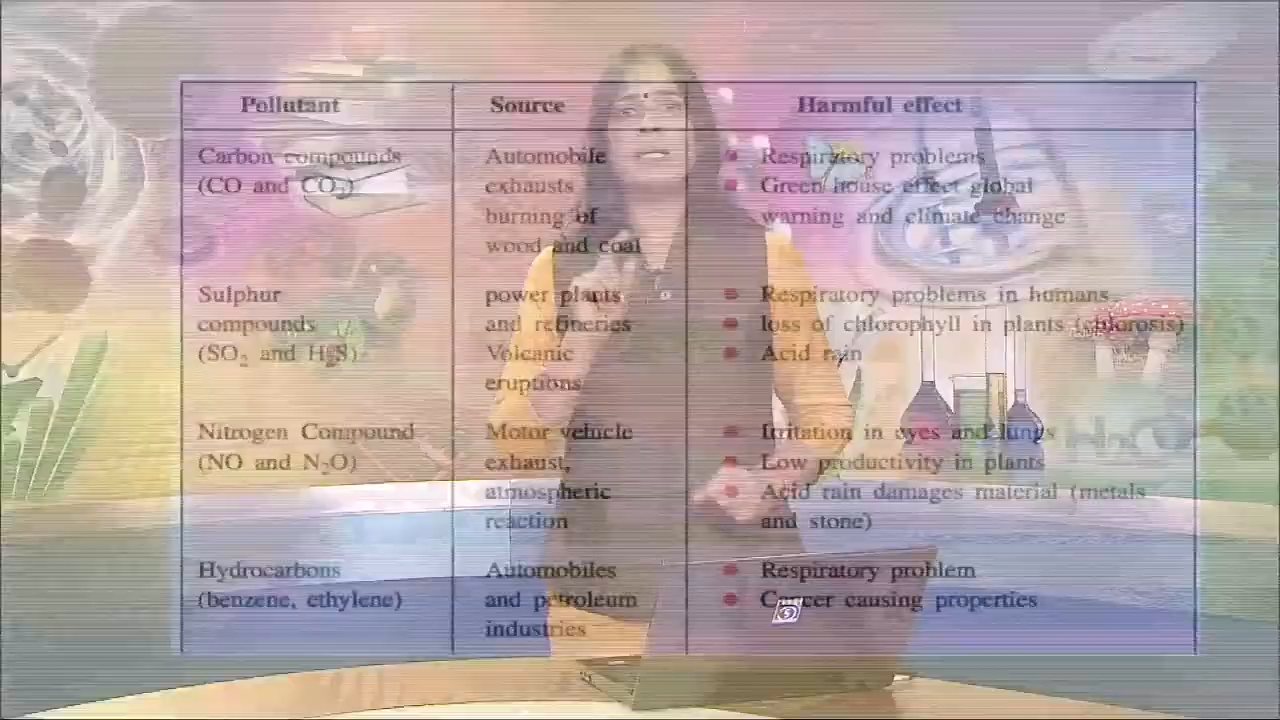 Pollutant Source Harmful effect
Carbon compounds Automobile Respiratory problems
(CO and CO₂) exhausts Green house effect global
burning of warning and climate change
wood and coal
Sulphur power plants Respiratory problems in humans
compounds and refineries loss of chlorophyll in plants (chlorosis)
(SO₂ and H₂S) Volcanic Acid rain
eruptions
Nitrogen Compound Motor vehicle Irritation in eyes and lungs
(NO and N₂O) exhaust, Low productivity in plants
atmospheric Acid rain damages material (metals
reaction and stone)
Hydrocarbons Automobiles Respiratory problem
(benzene, ethylene) and petroleum Cancer causing properties
industries